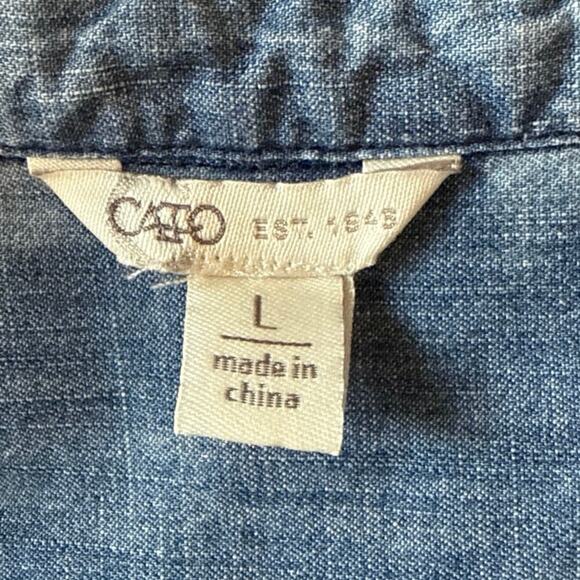 CATO EST. 1946
L
made in
china